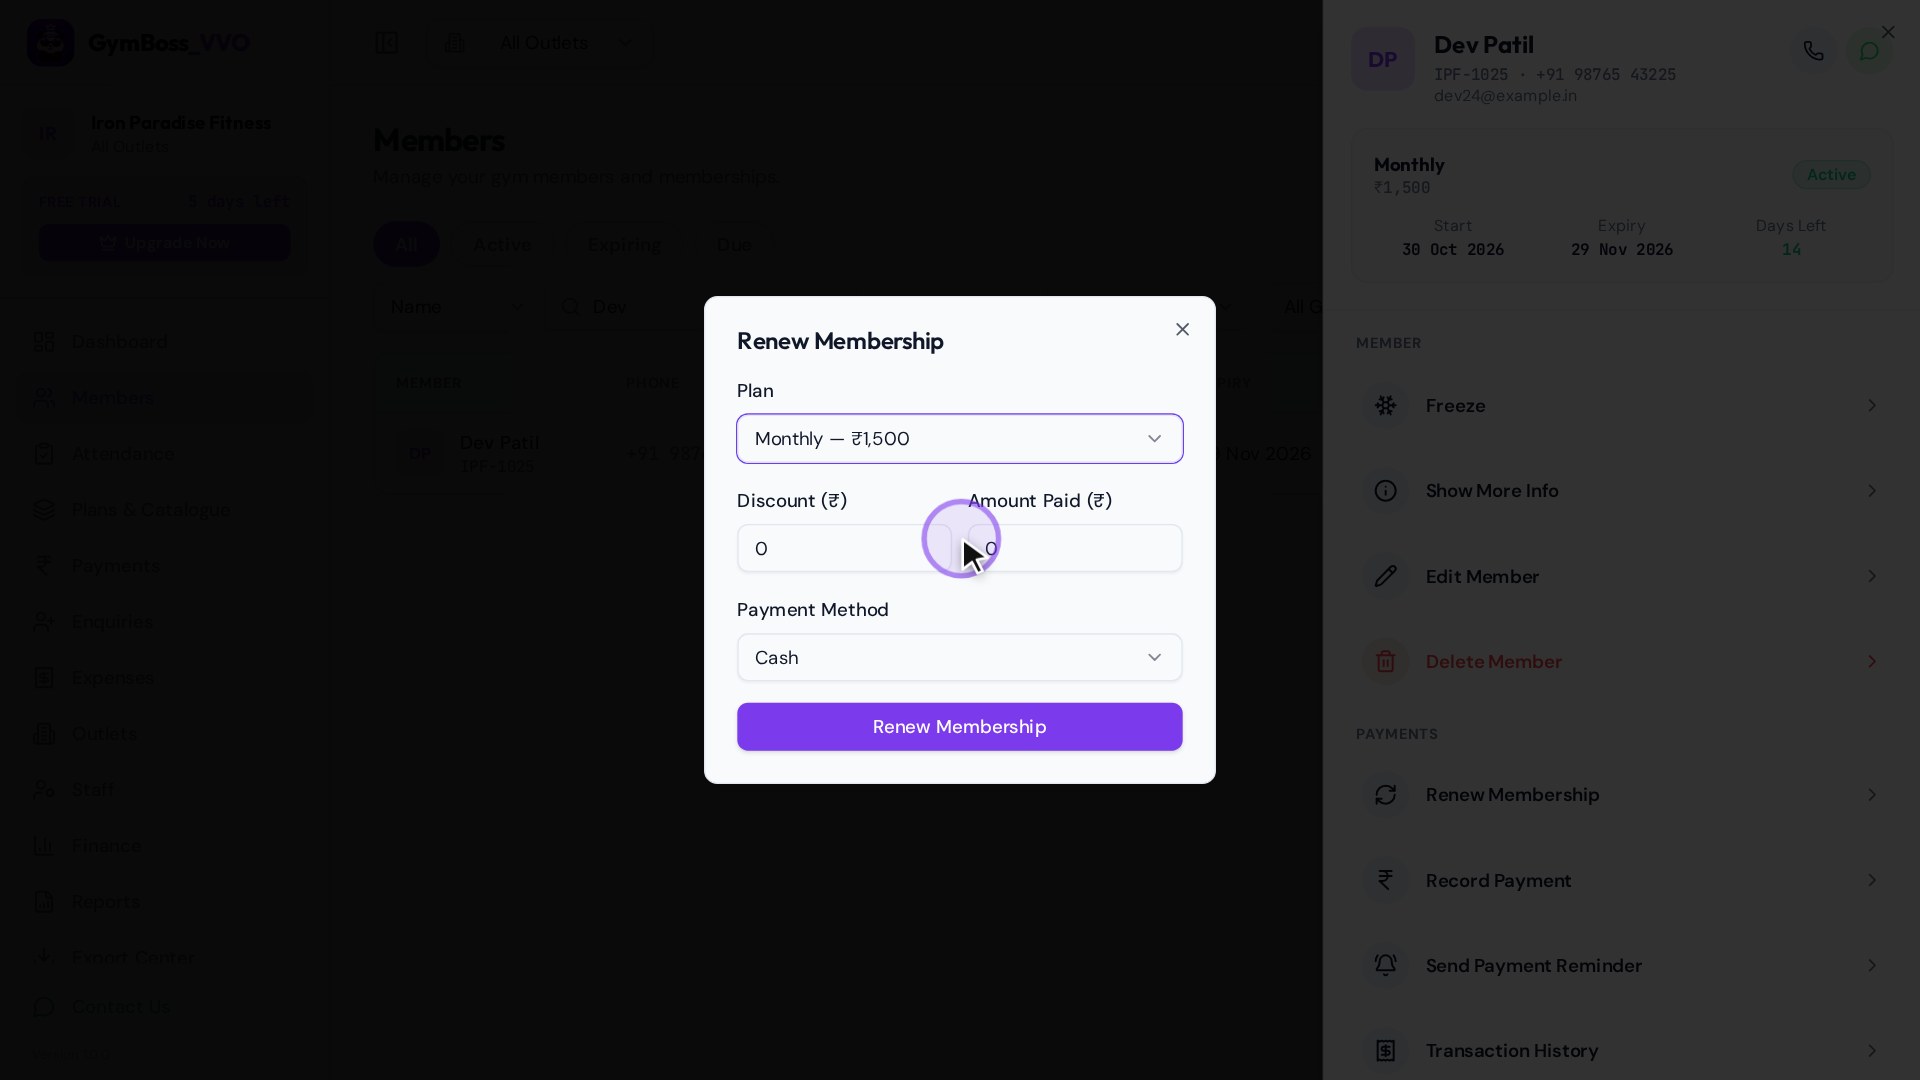 GymBoss_VVO
All Outlets
Iron Paradise Fitness
All Outlets
FREE TRIAL
5 days left
Upgrade Now
Dashboard
Members
Attendance
Plans & Catalogue
Payments
Enquiries
Expenses
Outlets
Staff
Finance
Reports
Export Center
Contact Us
Members
Manage your gym members and memberships.
All
Active
Expiring
Due
Name
Dev
MEMBER
PHONE
DP
Dev Patil
IPF-1025
+91 987
Nov 2026
Renew Membership
Plan
Monthly — ₹1,500
Discount (₹)
Amount Paid (₹)
0
0
Payment Method
Cash
Renew Membership
DP
Dev Patil
IPF-1025 · +91 98765 43225
dev24@example.in
Monthly
₹1,500
Active
Start
Expiry
Days Left
30 Oct 2026
29 Nov 2026
14
MEMBER
Freeze
Show More Info
Edit Member
Delete Member
PAYMENTS
Renew Membership
Record Payment
Send Payment Reminder
Transaction History